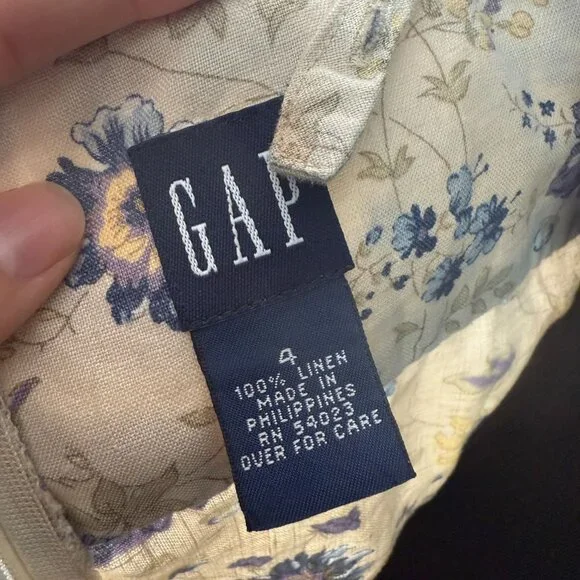 GAP
4
100% LINEN
MADE IN
PHILIPPINES
RN 54023
OVER FOR CARE